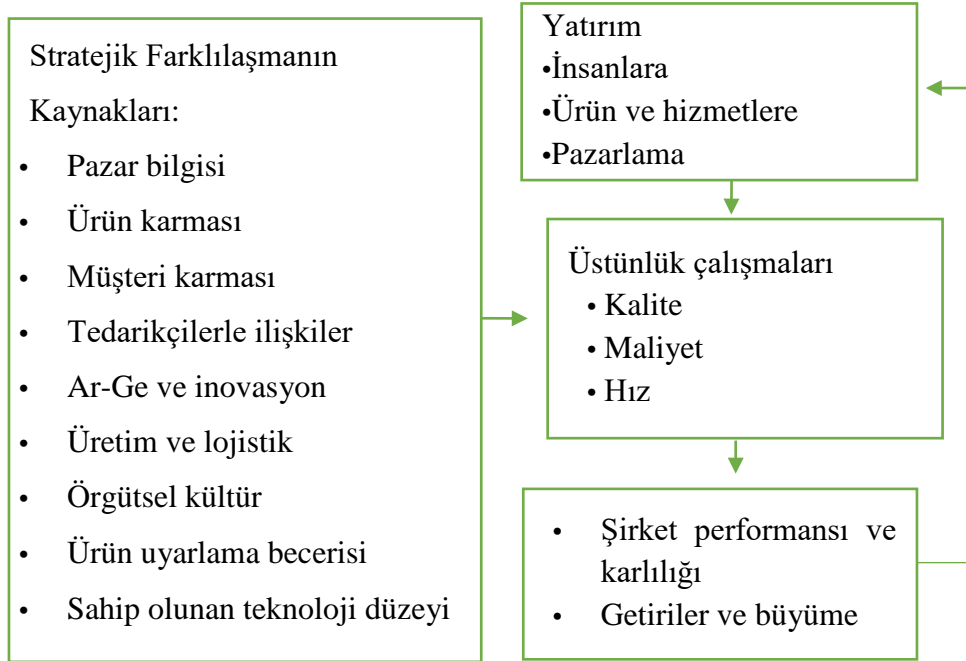 Stratejik Farklılaşmanın
Kaynakları:
• Pazar bilgisi
• Ürün karması
• Müşteri karması
• Tedarikçilerle ilişkiler
• Ar-Ge ve inovasyon
• Üretim ve lojistik
• Örgütsel kültür
• Ürün uyarlama becerisi
• Sahip olunan teknoloji düzeyi
Yatırım
•İnsanlara
•Ürün ve hizmetlere
•Pazarlama
Üstünlük çalışmaları
• Kalite
• Maliyet
• Hız
• Şirket performansı ve
karlılığı
• Getiriler ve büyüme